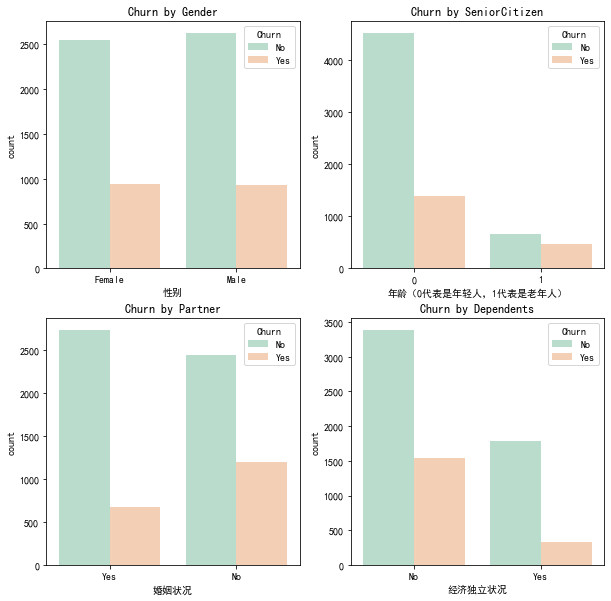 Churn by Gender
Churn
No
Yes
2500
2000
1500
1000
500
0
count
Female
Male
性别
Churn by SeniorCitizen
Churn
No
Yes
4000
3000
2000
1000
0
count
0
1
年龄（0代表是年轻人，1代表是老年人）
Churn by Partner
Churn
No
Yes
2500
2000
1500
1000
500
0
count
Yes
No
婚姻状况
Churn by Dependents
Churn
No
Yes
3500
3000
2500
2000
1500
1000
500
0
count
No
Yes
经济独立状况